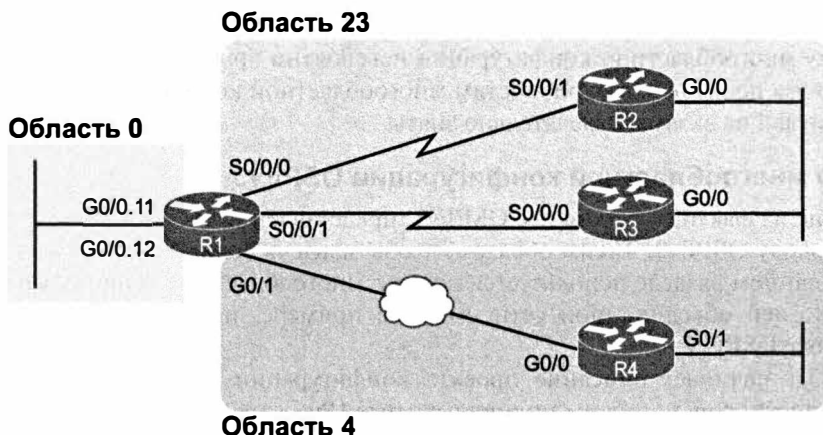 Область 23
S0/0/1
G0/0
R2
Область 0
S0/0/0
G0/0.11
S0/0/0
G0/0
G0/0.12
R1
S0/0/1
R3
G0/1
G0/1
G0/0
R4
Область 4